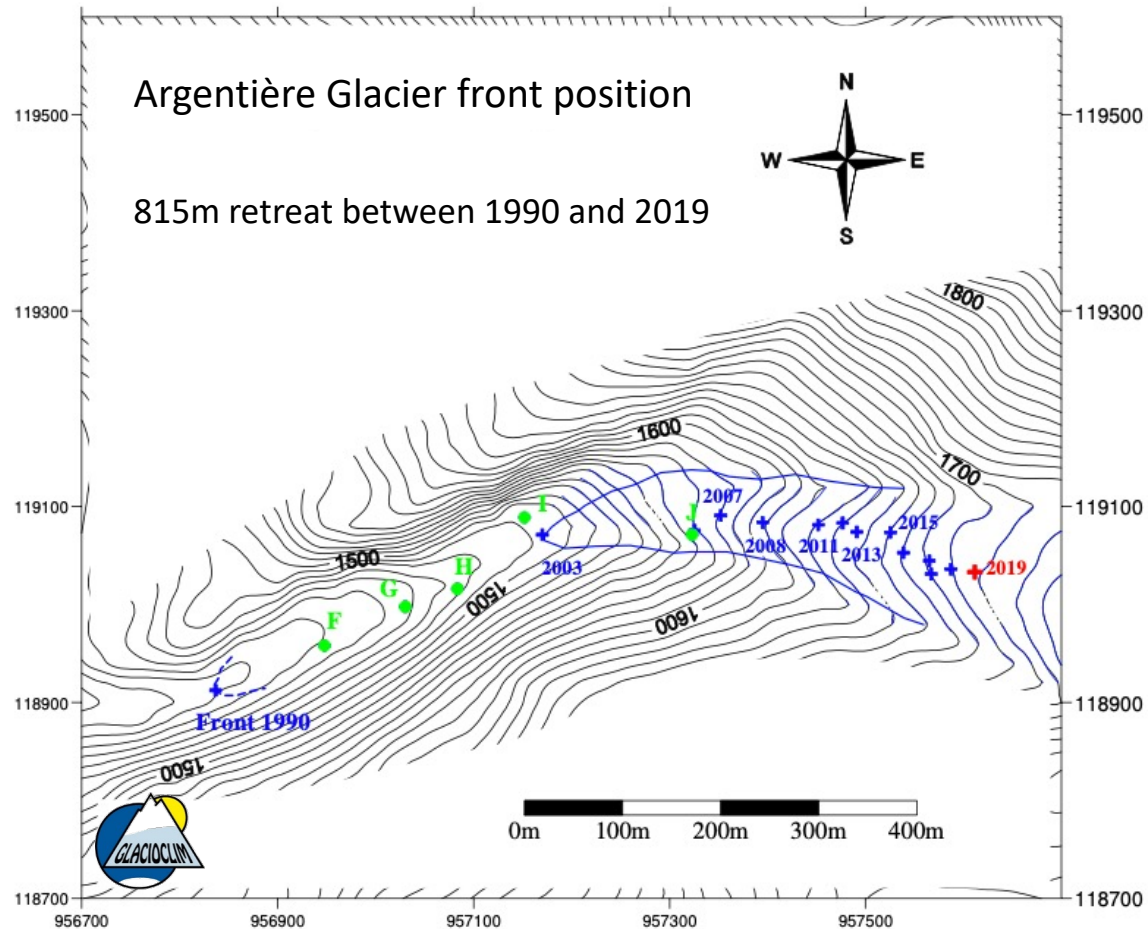 Argentière Glacier front position
815m retreat between 1990 and 2019
N
W E
S
119500 119500
119300 119300
119100 119100
118900 118900
118700 118700
1800
1600
1700
2007
I
J
2015
2003
2008
2011
2013
2019
1500
H
G
F
1500
1600
Front 1990
1500
0m 100m 200m 300m 400m
GLACIOCLIM
956700 956900 957100 957300 957500